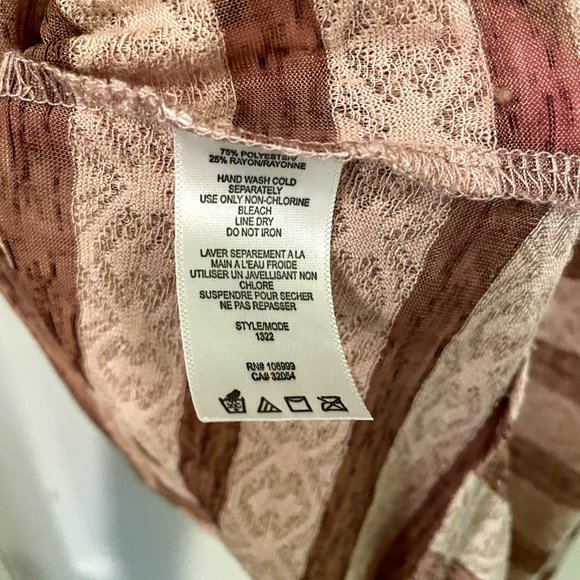 75% POLYESTER/
25% RAYON/RAYONNE
HAND WASH COLD
SEPARATELY
USE ONLY NON-CHLORINE
BLEACH
LINE DRY
DO NOT IRON
LAVER SEPAREMENT A LA
MAIN A L'EAU FROIDE
UTILISER UN JAVELLISANT NON
CHLORE
SUSPENDRE POUR SECHER
NE PAS REPASSER
STYLE/MODE
1322
RN# 108999
CA# 32054